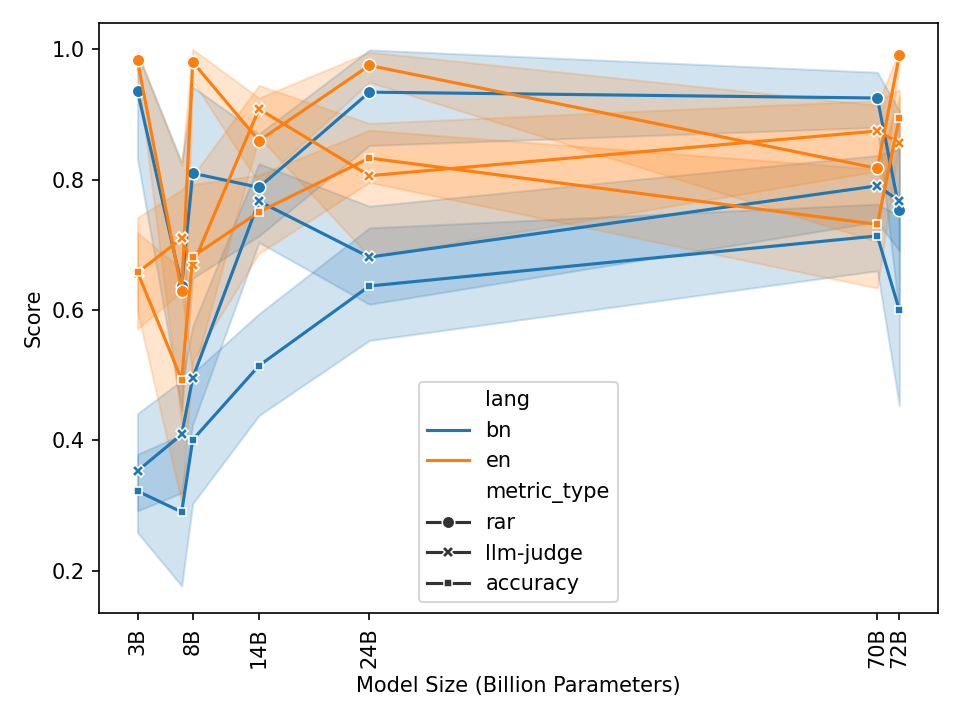 1.0
0.8
0.6
0.4
0.2
Score
lang
bn
en
metric_type
rar
llm-judge
accuracy
3B
8B
14B
24B
70B
72B
Model Size (Billion Parameters)